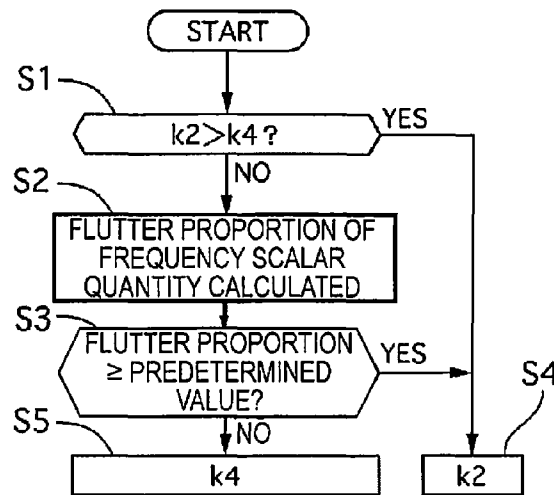 START
S1
k2>k4?
YES
NO
S2
FLUTTER PROPORTION OF
FREQUENCY SCALAR
QUANTITY CALCULATED
S3
FLUTTER PROPORTION
≥ PREDETERMINED
VALUE?
YES
NO
S5
k4
S4
k2